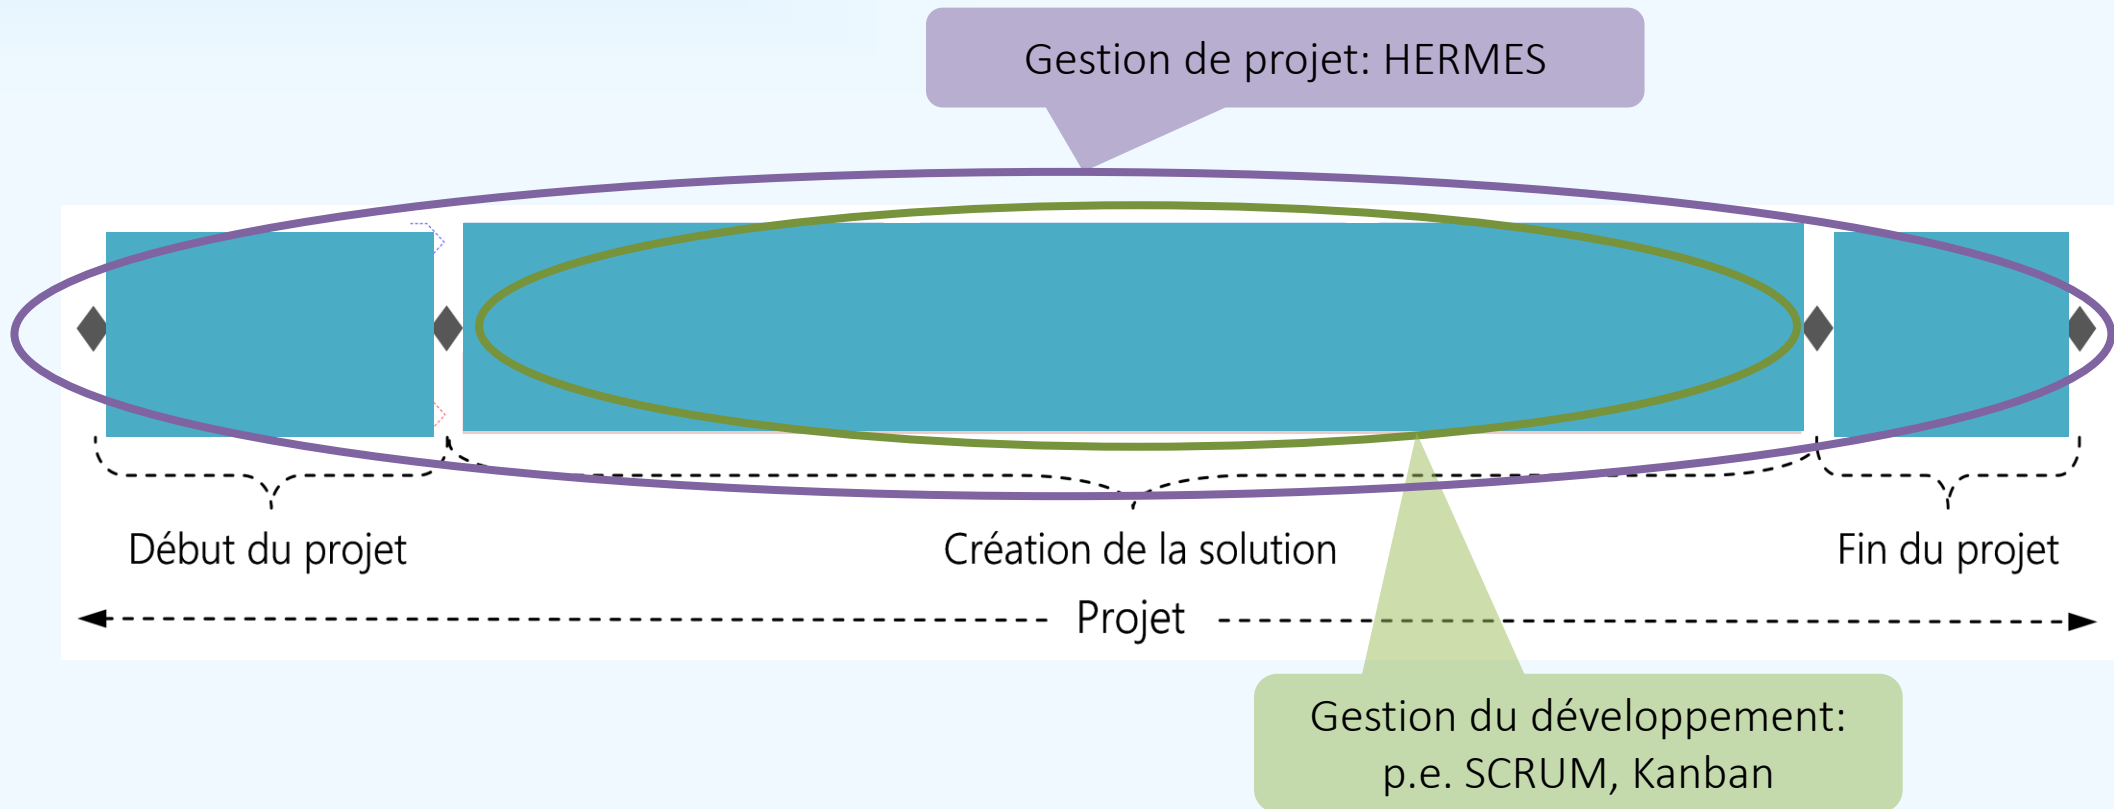 Gestion de projet: HERMES
Début du projet
Création de la solution
Fin du projet
Projet
Gestion du développement:
p.e. SCRUM, Kanban